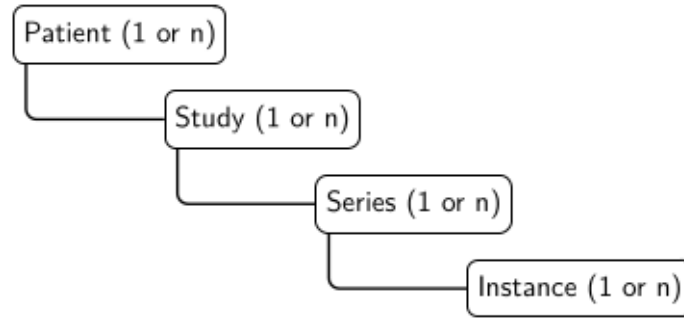 Patient (1 or n)
Study (1 or n)
Series (1 or n)
Instance (1 or n)